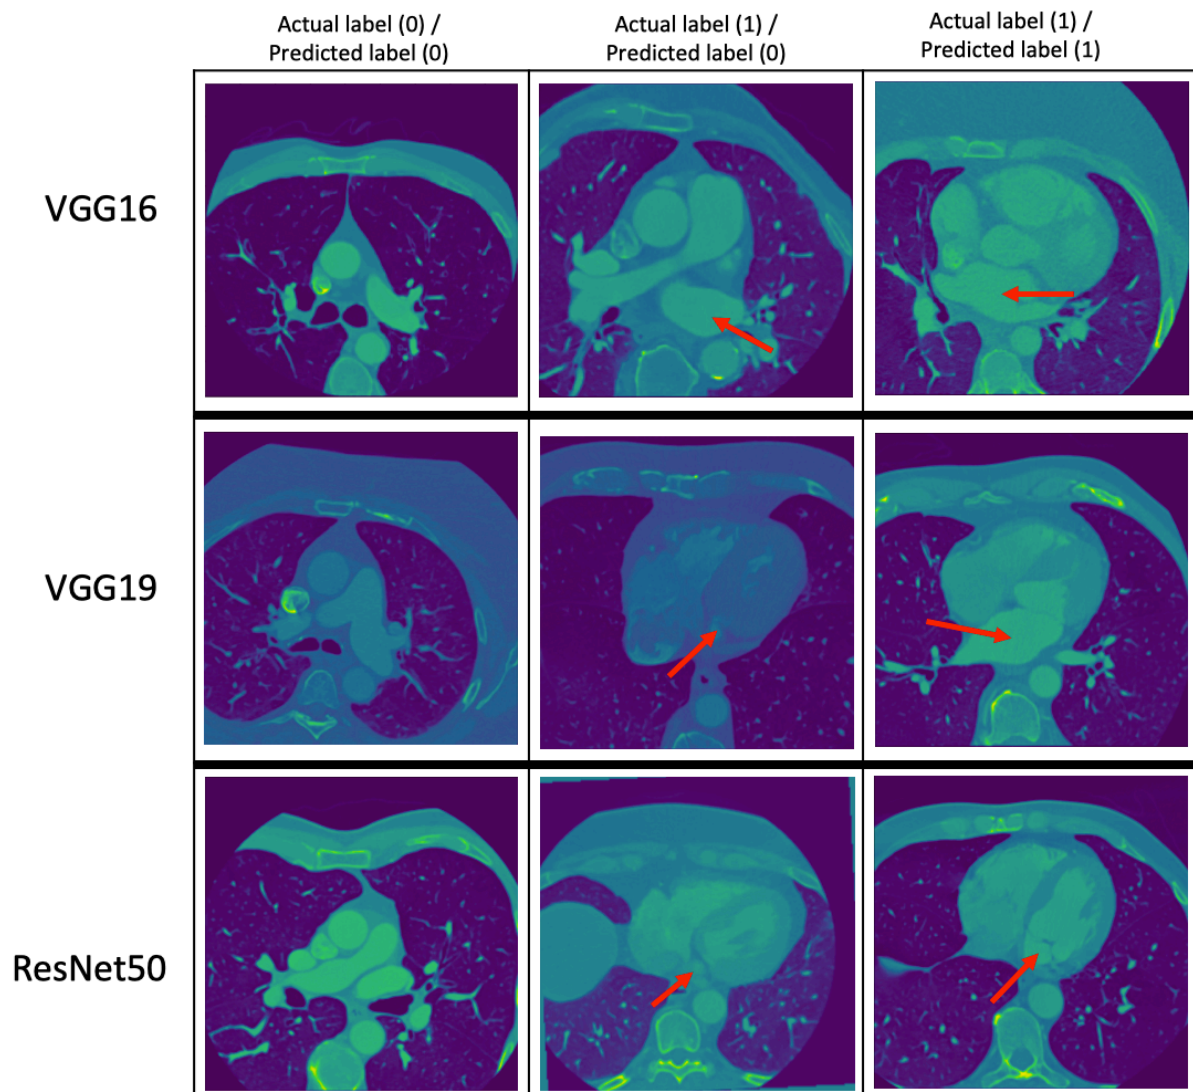 Actual label (0) /
Predicted label (0)
Actual label (1) /
Predicted label (0)
Actual label (1) /
Predicted label (1)
VGG16
VGG19
ResNet50